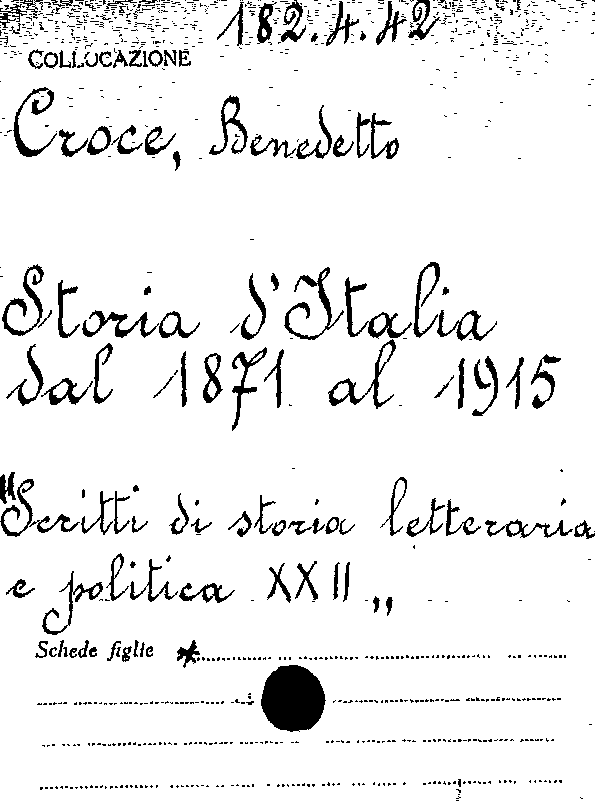 182.4.42
COLLOCAZIONE
Croce, Benedetto
Storia d'Italia
dal 1871 al 1915
"Scritti di storia letteraria
e politica XXII„
Schede figlie *